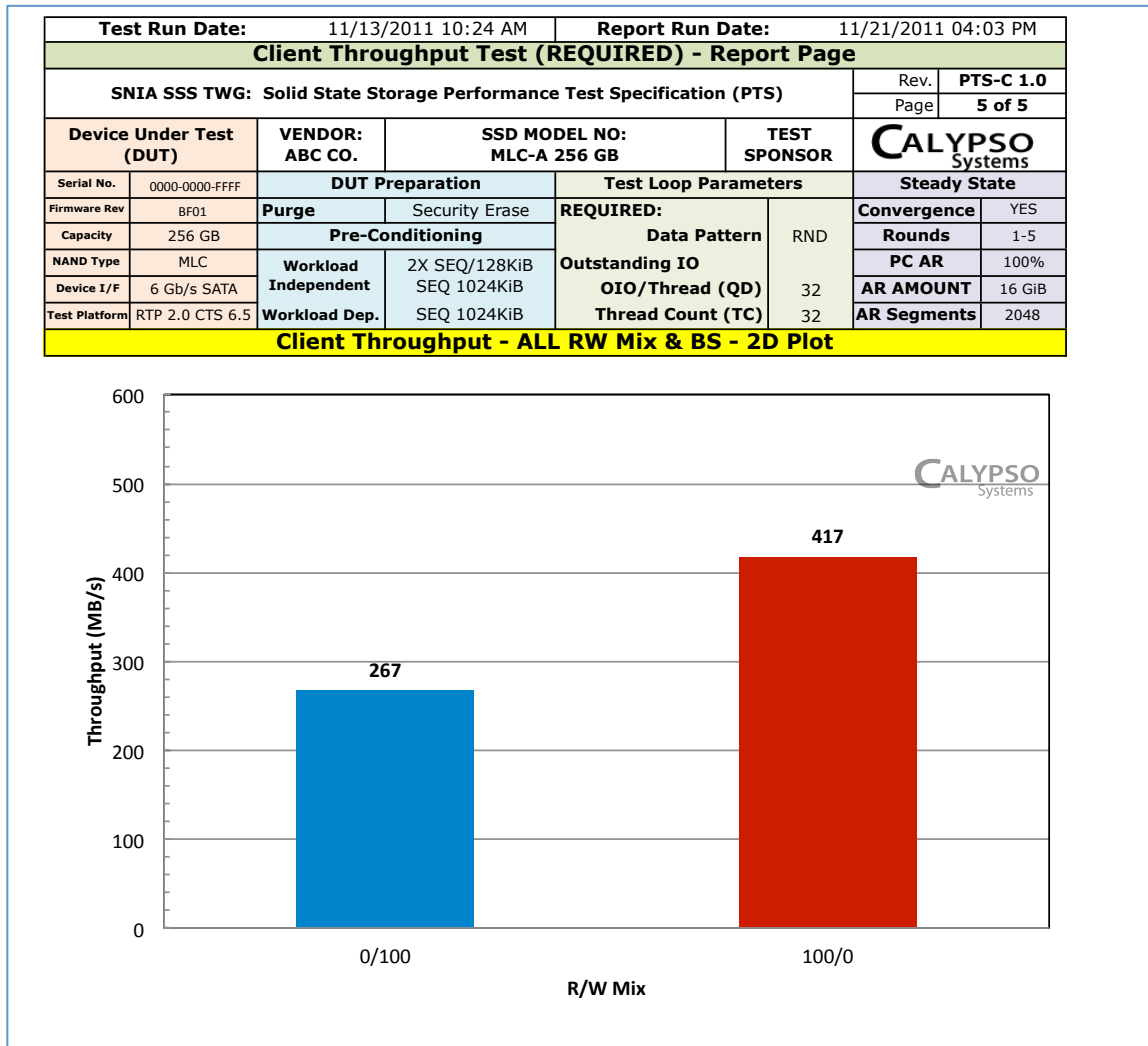 Test Run Date: 11/13/2011 10:24 AM Report Run Date: 11/21/2011 04:03 PM
Client Throughput Test (REQUIRED) - Report Page
SNIA SSS TWG: Solid State Storage Performance Test Specification (PTS)
Rev. PTS-C 1.0
Page 5 of 5
Device Under Test
(DUT)
VENDOR:
ABC CO.
SSD MODEL NO:
MLC-A 256 GB
TEST
SPONSOR
CALYPSO
Systems
Serial No. 0000-0000-FFFF DUT Preparation Test Loop Parameters Steady State
Firmware Rev BF01 Purge Security Erase REQUIRED: Convergence YES
Capacity 256 GB Pre-Conditioning Data Pattern RND Rounds 1-5
NAND Type MLC Workload 2X SEQ/128KiB Outstanding IO PC AR 100%
Device I/F 6 Gb/s SATA Independent SEQ 1024KiB OIO/Thread (QD) 32 AR AMOUNT 16 GiB
Test Platform RTP 2.0 CTS 6.5 Workload Dep. SEQ 1024KiB Thread Count (TC) 32 AR Segments 2048
Client Throughput - ALL RW Mix & BS - 2D Plot
600
CALYPSO
Systems
500
417
400
Throughput (MB/s)
300
267
200
100
0
0/100 100/0
R/W Mix